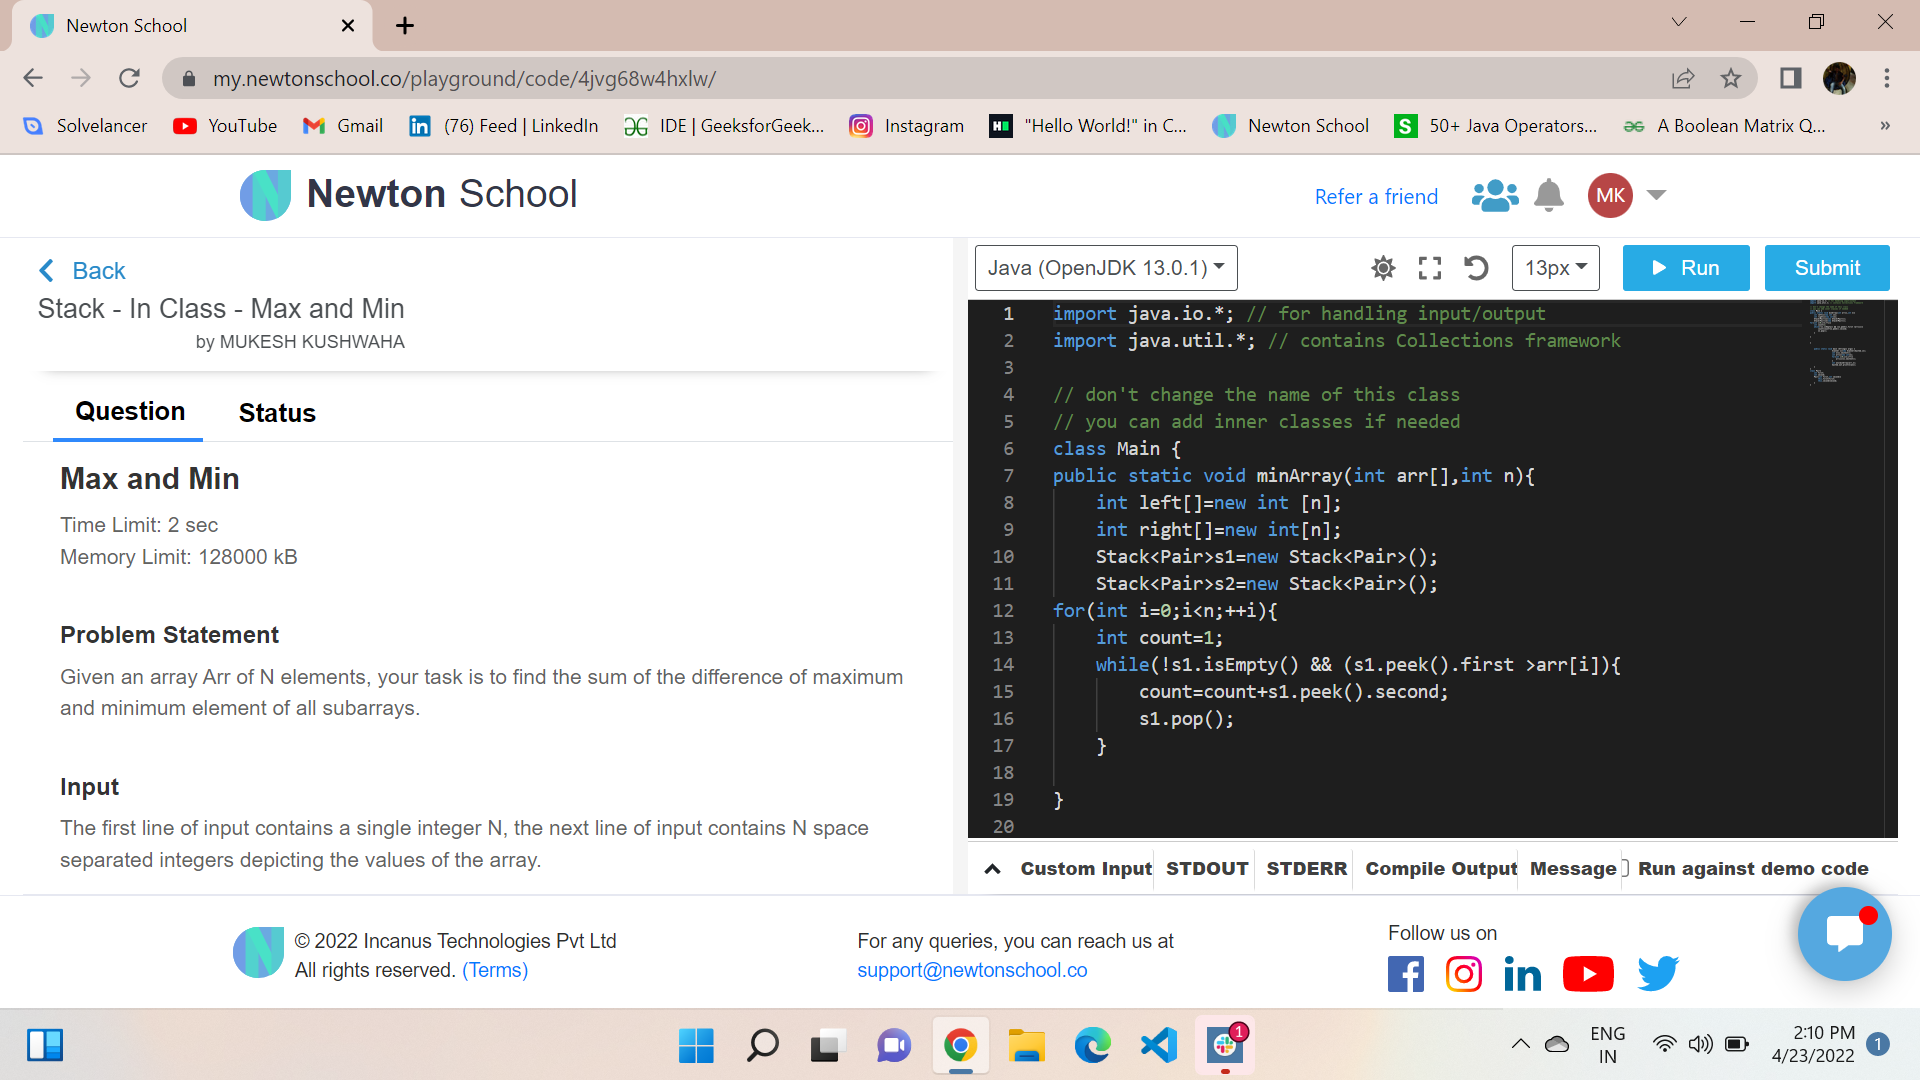 Newton School
my.newtonschool.co/playground/code/4jvg68w4hxlw/
Solvelancer
YouTube
Gmail
(76) Feed | LinkedIn
IDE | GeeksforGeek...
Instagram
"Hello World!" in C...
Newton School
50+ Java Operators...
A Boolean Matrix Q...
»
Newton School
Refer a friend
MK
Back
Stack - In Class - Max and Min
by MUKESH KUSHWAHA
Question
Status
Max and Min
Time Limit: 2 sec
Memory Limit: 128000 kB
Problem Statement
Given an array Arr of N elements, your task is to find the sum of the difference of maximum
and minimum element of all subarrays.
Input
The first line of input contains a single integer N, the next line of input contains N space
separated integers depicting the values of the array.
Java (OpenJDK 13.0.1)
13px
Run
Submit
1 import java.io.*; // for handling input/output
2 import java.util.*; // contains Collections framework
3
4 // don't change the name of this class
5 // you can add inner classes if needed
6 class Main {
7 public static void minArray(int arr[],int n){
8 int left[]=new int [n];
9 int right[]=new int[n];
10 Stack<Pair>s1=new Stack<Pair>();
11 Stack<Pair>s2=new Stack<Pair>();
12 for(int i=0;i<n;++i){
13 int count=1;
14 while(!s1.isEmpty() && (s1.peek().first >arr[i]){
15 count=count+s1.peek().second;
16 s1.pop();
17 }
18
19 }
20
Custom Input
STDOUT
STDERR
Compile Output
Message
Run against demo code
© 2022 Incanus Technologies Pvt Ltd
All rights reserved. (Terms)
For any queries, you can reach us at
support@newtonschool.co
Follow us on
1
ENG
IN
2:10 PM
4/23/2022
1